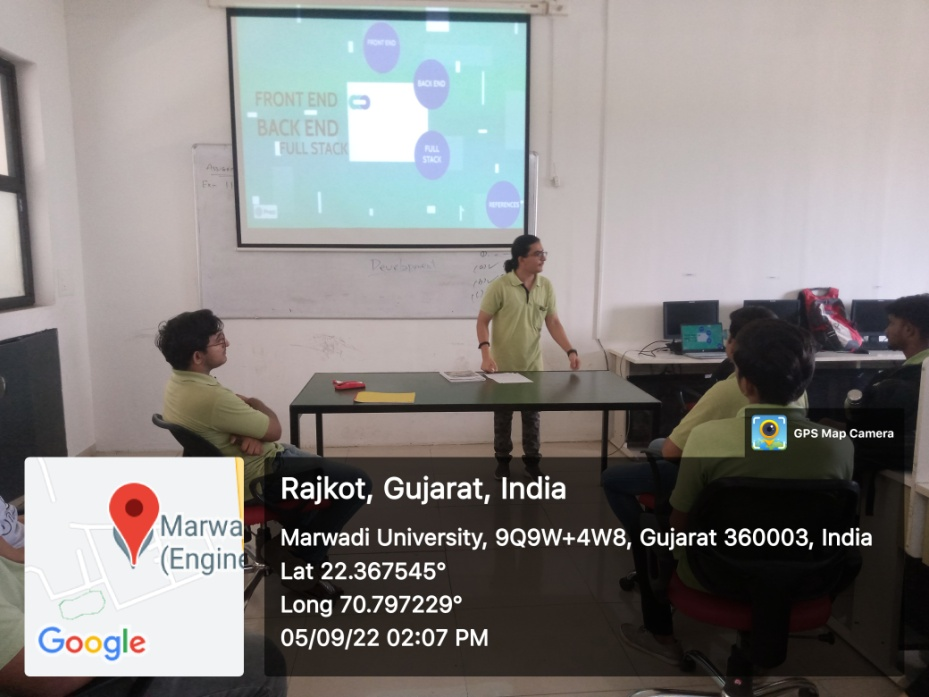 FRONT END
BACK END
FRONT END
BACK END
FULL STACK
FULL
STACK
REFERENCES
Development
GPS Map Camera
Rajkot, Gujarat, India
Marwadi University, 9Q9W+4W8, Gujarat 360003, India
Lat 22.367545°
Long 70.797229°
05/09/22 02:07 PM
Marwa
(Engine
Google